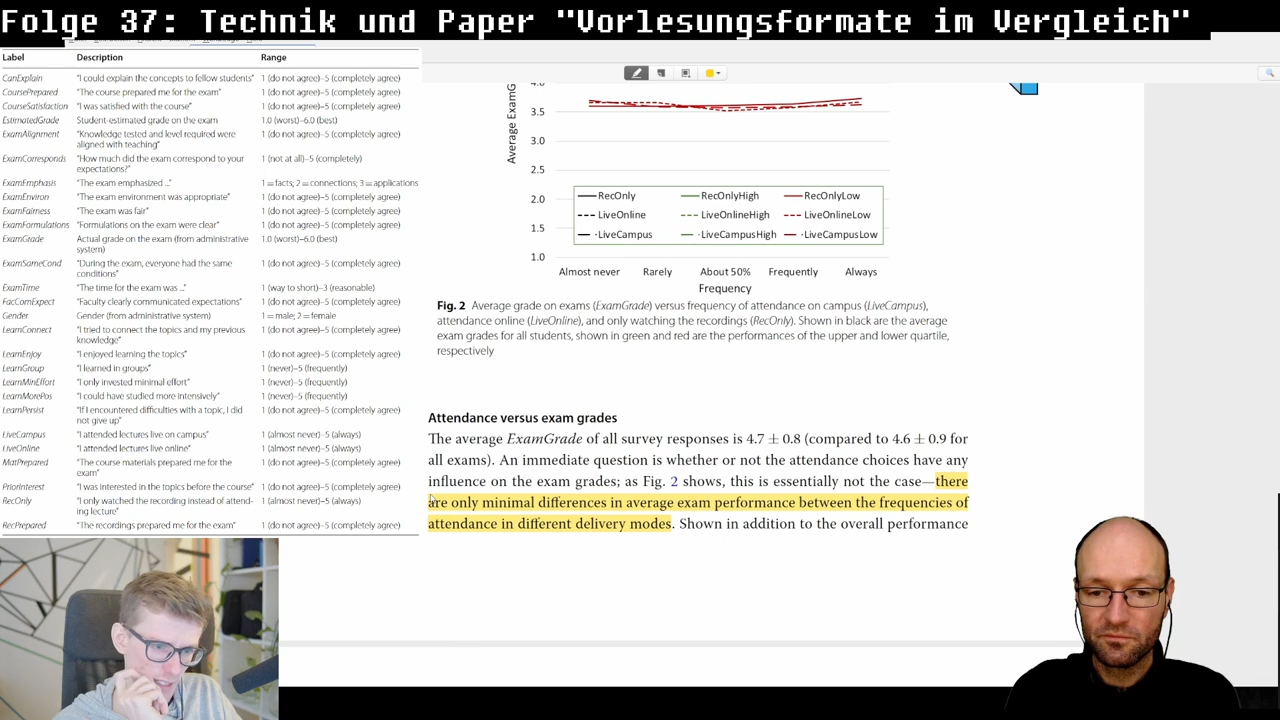 Folge 37: Technik und Paper "Vorlesungsformate im Vergleich"
Label Description Range
CanExplain "I could explain the concepts to fellow students" 1 (do not agree)–5 (completely agree)
CoursePrepared "The course prepared me for the exam" 1 (do not agree)–5 (completely agree)
CourseSatisfaction "I was satisfied with the course" 1 (do not agree)–5 (completely agree)
EstimatedGrade Student-estimated grade on the exam 1.0 (worst)–6.0 (best)
ExamAlignment "Knowledge tested and level required were 1 (do not agree)–5 (completely agree)
aligned with teaching"
ExamCorresponds "How much did the exam correspond to your 1 (not at all)–5 (completely)
expectations?"
ExamEmphasis "The exam emphasized ..." 1 = facts; 2 = connections; 3 = applications
ExamEnviron "The exam environment was appropriate" 1 (do not agree)–5 (completely agree)
ExamFairness "The exam was fair" 1 (do not agree)–5 (completely agree)
ExamFormulations "Formulations on the exam were clear" 1 (do not agree)–5 (completely agree)
ExamGrade Actual grade on the exam (from administrative 1.0 (worst)–6.0 (best)
system)
ExamSameCond "During the exam, everyone had the same 1 (do not agree)–5 (completely agree)
conditions"
ExamTime "The time for the exam was ..." 1 (way to short)–3 (reasonable)
FacComExpect "Faculty clearly communicated expectations" 1 (do not agree)–5 (completely agree)
Gender Gender (from administrative system) 1 = male; 2 = female
LearnConnect "I tried to connect the topics and my previous 1 (do not agree)–5 (completely agree)
knowledge"
LearnEnjoy "I enjoyed learning the topics" 1 (do not agree)–5 (completely agree)
LearnGroup "I learned in groups" 1 (never)–5 (frequently)
LearnMinEffort "I only invested minimal effort" 1 (never)–5 (frequently)
LearnMorePos "I could have studied more intensively" 1 (never)–5 (frequently)
LearnPersist "If I encountered difficulties with a topic, I did 1 (do not agree)–5 (completely agree)
not give up"
LiveCampus "I attended lectures live on campus" 1 (almost never)–5 (always)
LiveOnline "I attended lectures live online" 1 (almost never)–5 (always)
MatPrepared "The course materials prepared me for the 1 (do not agree)–5 (completely agree)
exam"
PriorInterest "I was interested in the topics before the course" 1 (do not agree)–5 (completely agree)
RecOnly "I only watched the recording instead of attend- 1 (almost never)–5 (always)
ing lecture"
RecPrepared "The recordings prepared me for the exam" 1 (do not agree)–5 (completely agree)
Average ExamG
4.0
3.5
3.0
2.5
2.0
1.5
1.0
RecOnly RecOnlyHigh RecOnlyLow
LiveOnline LiveOnlineHigh LiveOnlineLow
LiveCampus LiveCampusHigh LiveCampusLow
Almost never Rarely About 50% Frequently Always
Frequency
Fig. 2 Average grade on exams (ExamGrade) versus frequency of attendance on campus (LiveCampus),
attendance online (LiveOnline), and only watching the recordings (RecOnly). Shown in black are the average
exam grades for all students, shown in green and red are the performances of the upper and lower quartile,
respectively
Attendance versus exam grades
The average ExamGrade of all survey responses is 4.7 ± 0.8 (compared to 4.6 ± 0.9 for
all exams). An immediate question is whether or not the attendance choices have any
influence on the exam grades; as Fig. 2 shows, this is essentially not the case—there
are only minimal differences in average exam performance between the frequencies of
attendance in different delivery modes. Shown in addition to the overall performance